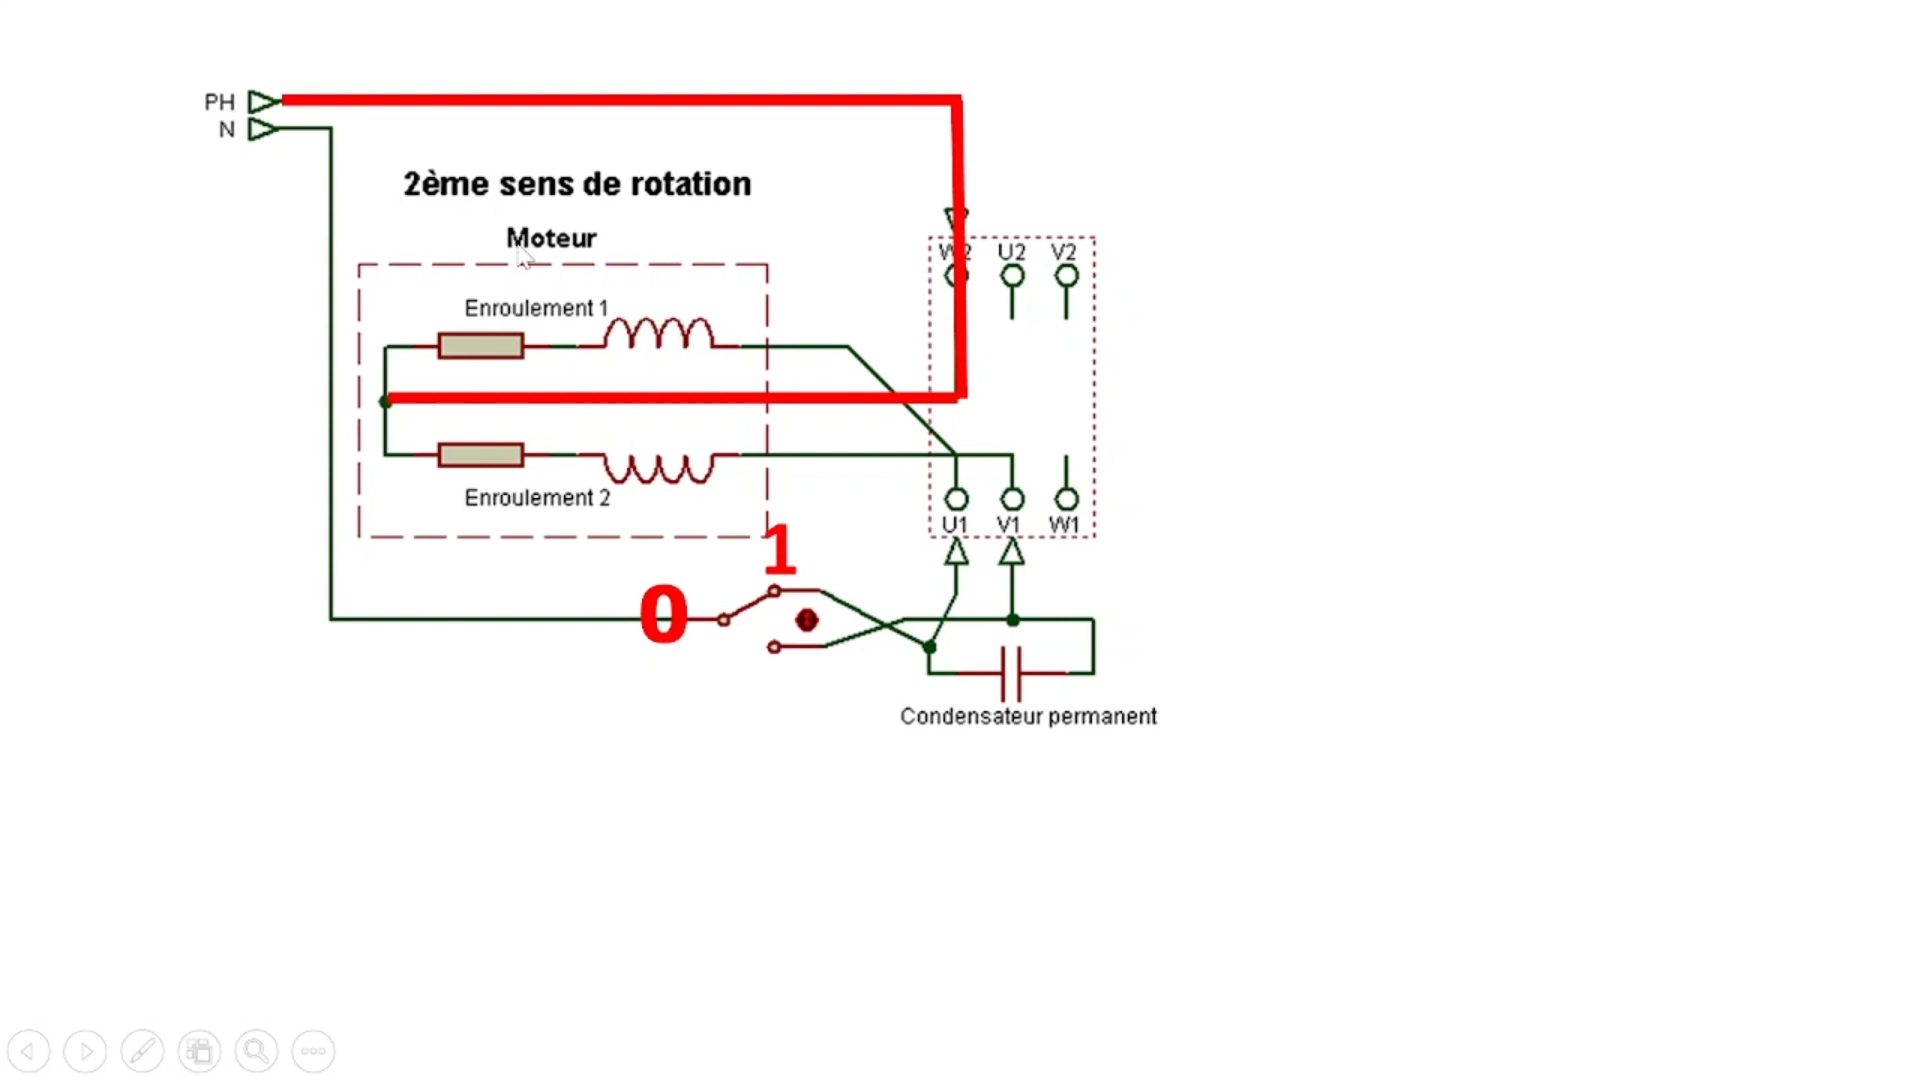 PH
N
2ème sens de rotation
Moteur
W2 U2 V2
Enroulement 1
Enroulement 2
U1 V1 W1
1
0
Condensateur permanent